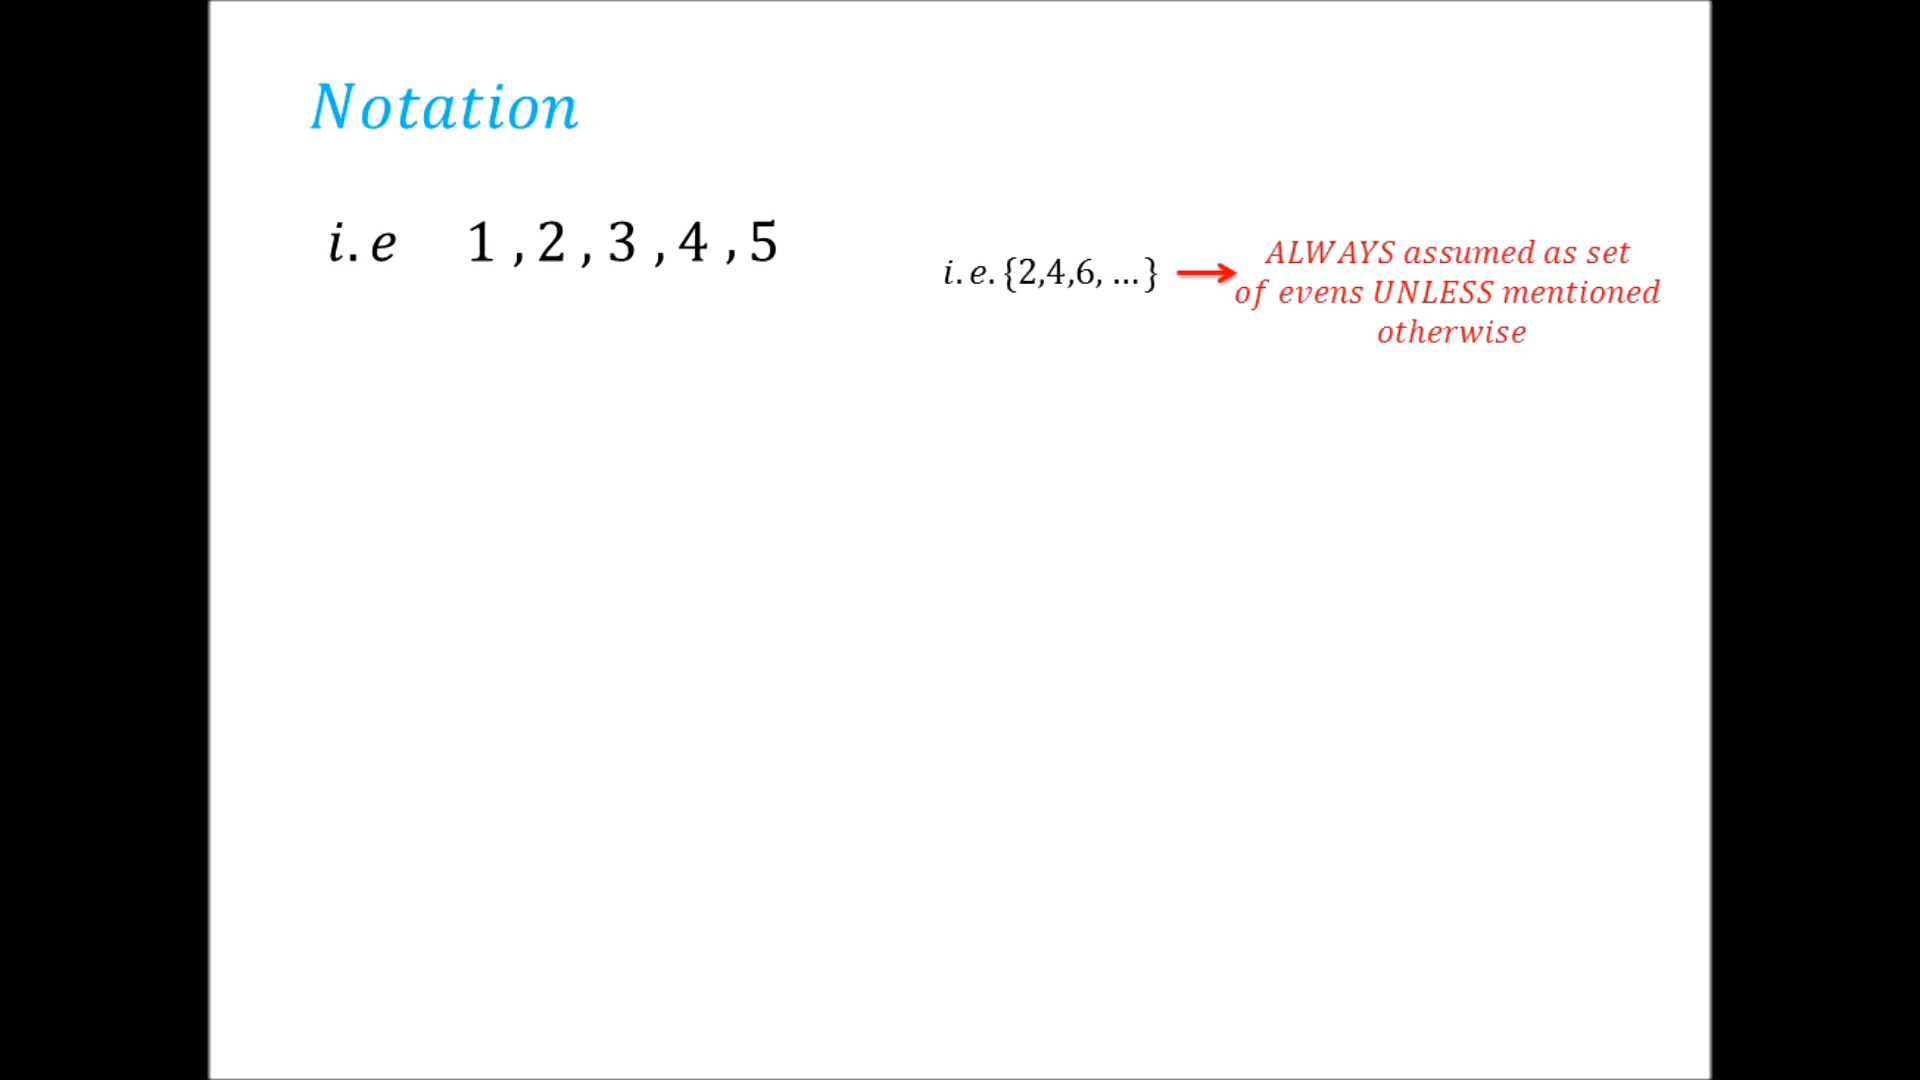 Notation
i.e 1 , 2 , 3 , 4 , 5
i.e. {2,4,6, ...}
ALWAYS assumed as set
of evens UNLESS mentioned
otherwise